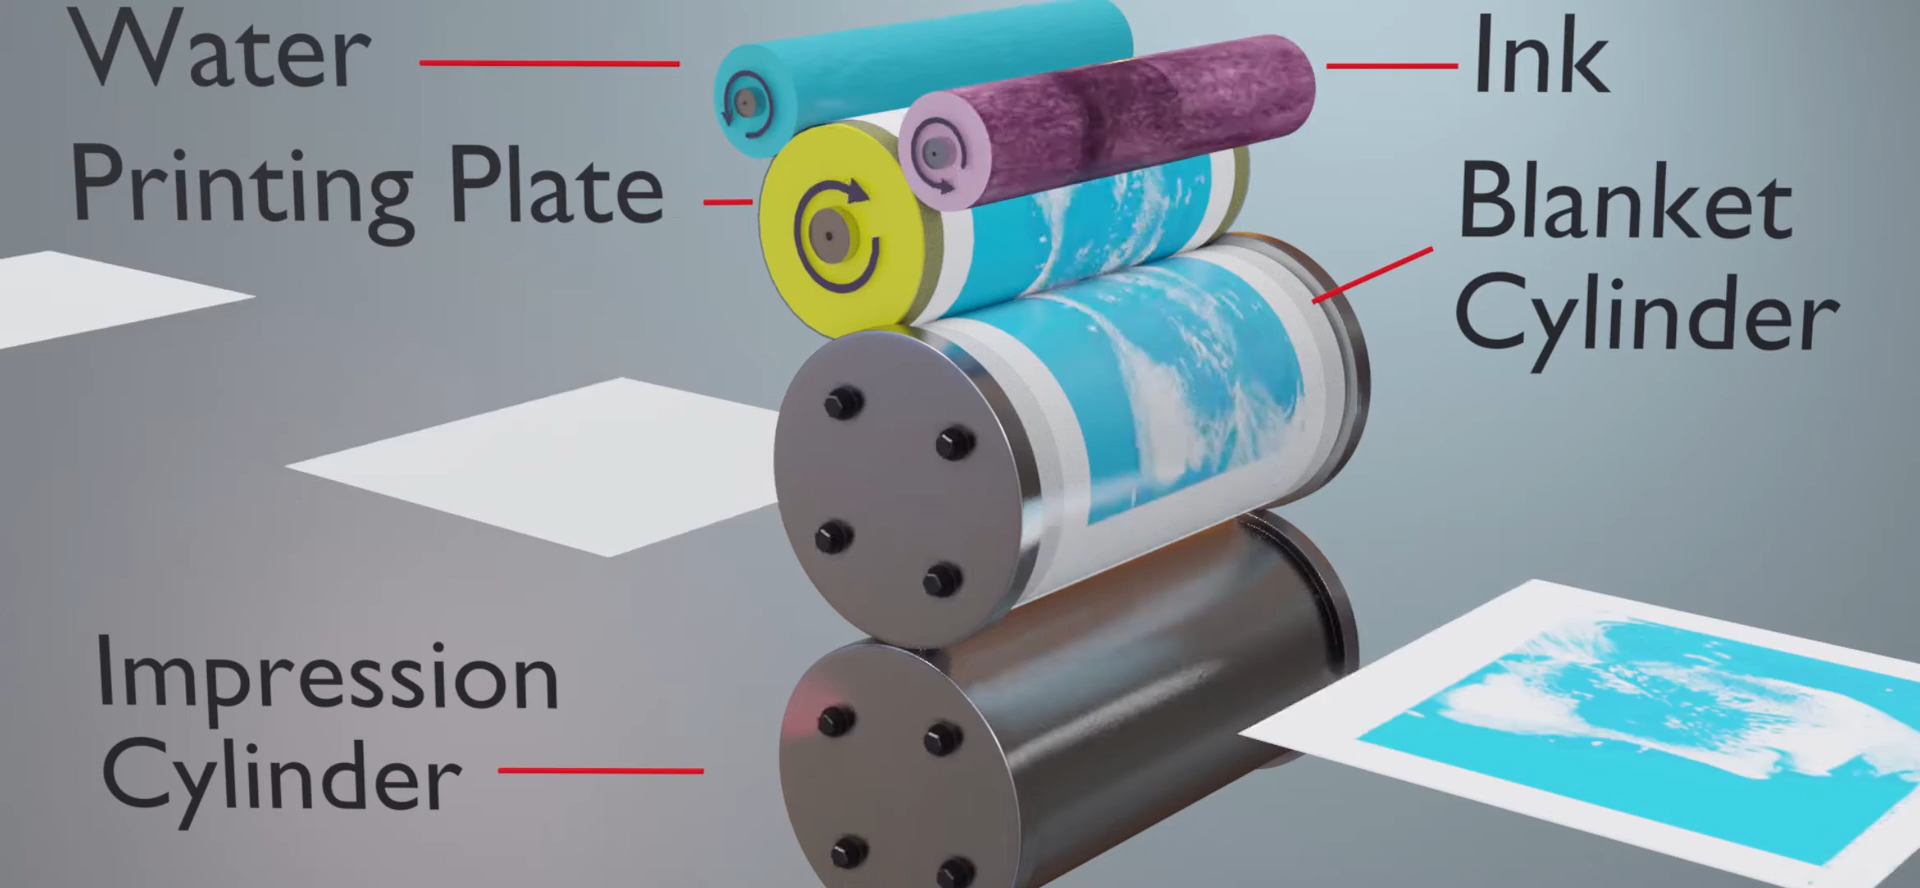 Water
Ink
Printing Plate
Blanket
Cylinder
Impression
Cylinder